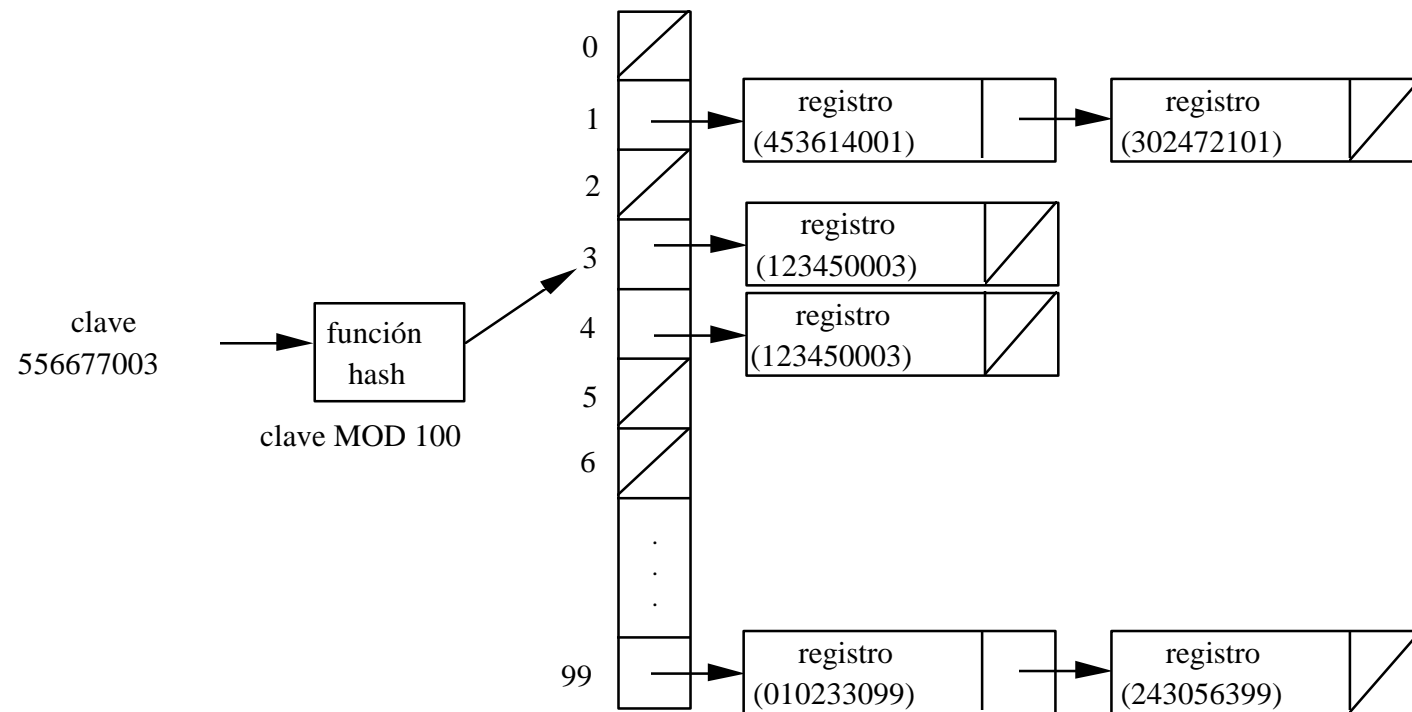 0
1
registro
(453614001)
registro
(302472101)
2
3
registro
(123450003)
clave
556677003
función
hash
clave MOD 100
4
registro
(123450003)
5
6
.
.
.
99
registro
(010233099)
registro
(243056399)